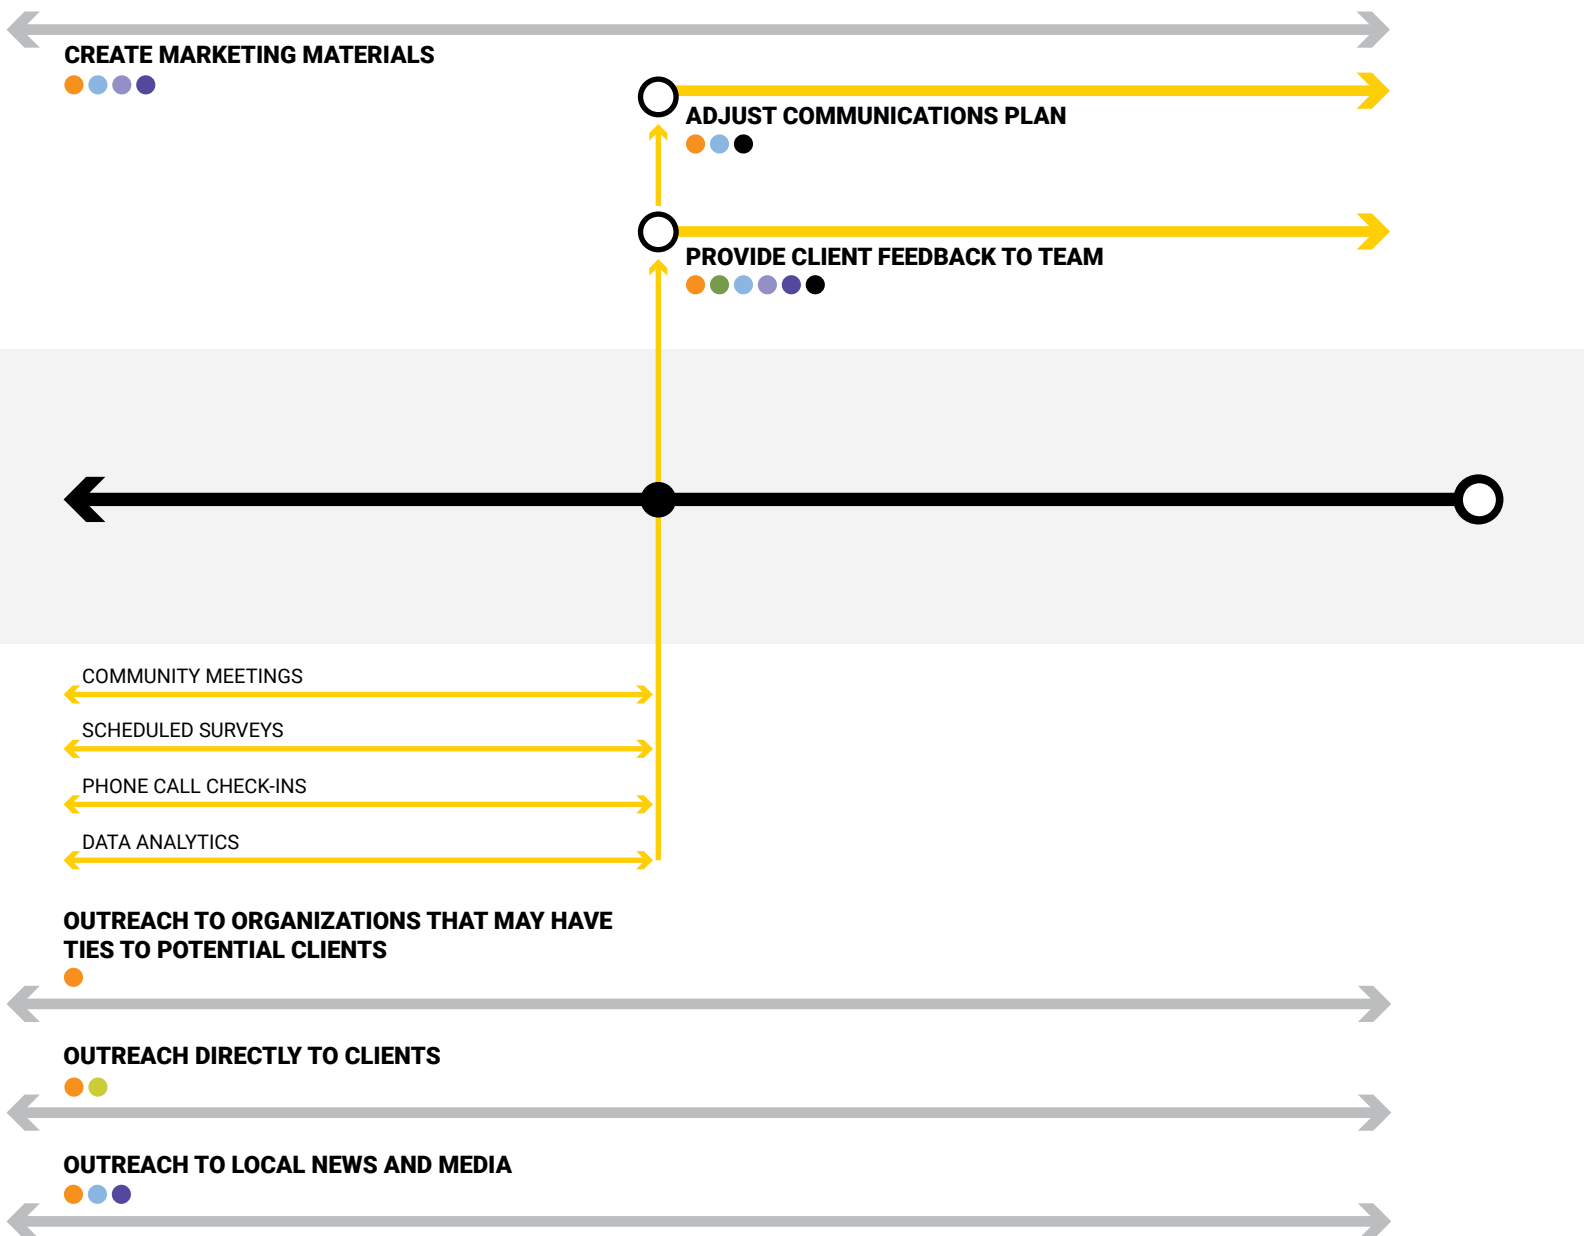 CREATE MARKETING MATERIALS
ADJUST COMMUNICATIONS PLAN
PROVIDE CLIENT FEEDBACK TO TEAM
COMMUNITY MEETINGS
SCHEDULED SURVEYS
PHONE CALL CHECK-INS
DATA ANALYTICS
OUTREACH TO ORGANIZATIONS THAT MAY HAVE
TIES TO POTENTIAL CLIENTS
OUTREACH DIRECTLY TO CLIENTS
OUTREACH TO LOCAL NEWS AND MEDIA